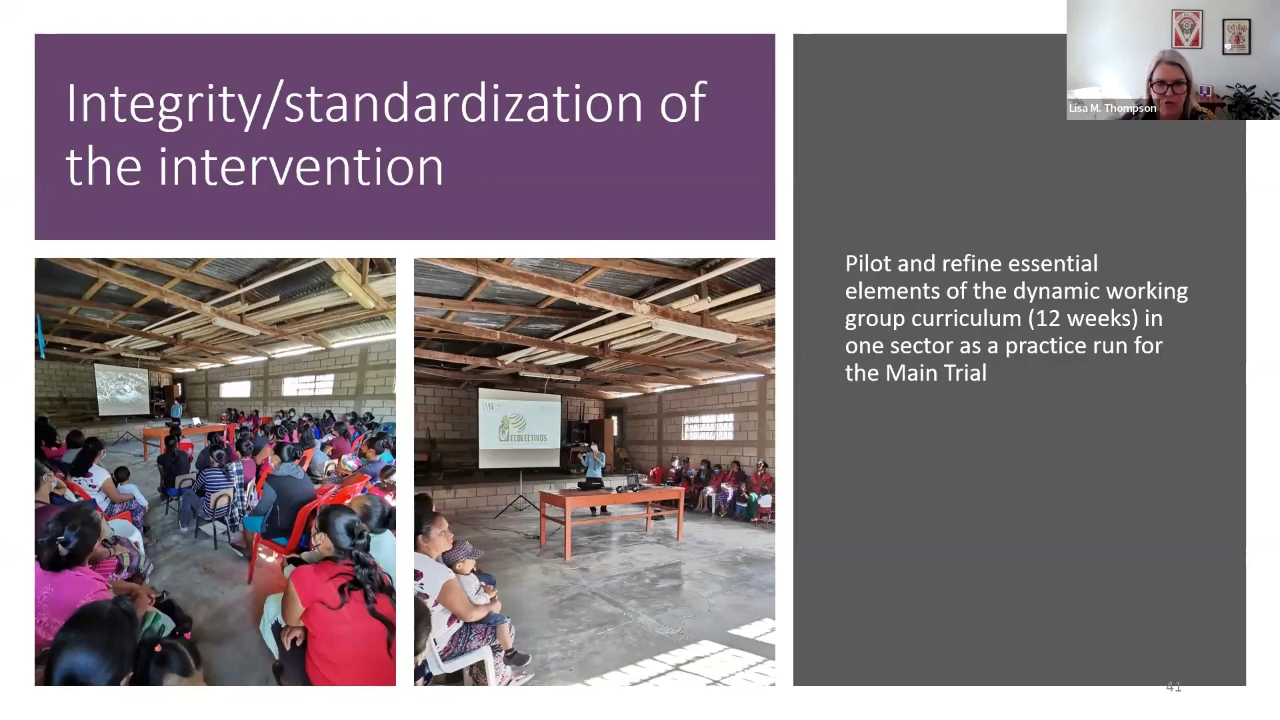 Integrity/standardization of
the intervention
Lisa M. Thompson
Pilot and refine essential
elements of the dynamic working
group curriculum (12 weeks) in
one sector as a practice run for
the Main Trial
ECOLECTIVOS
41